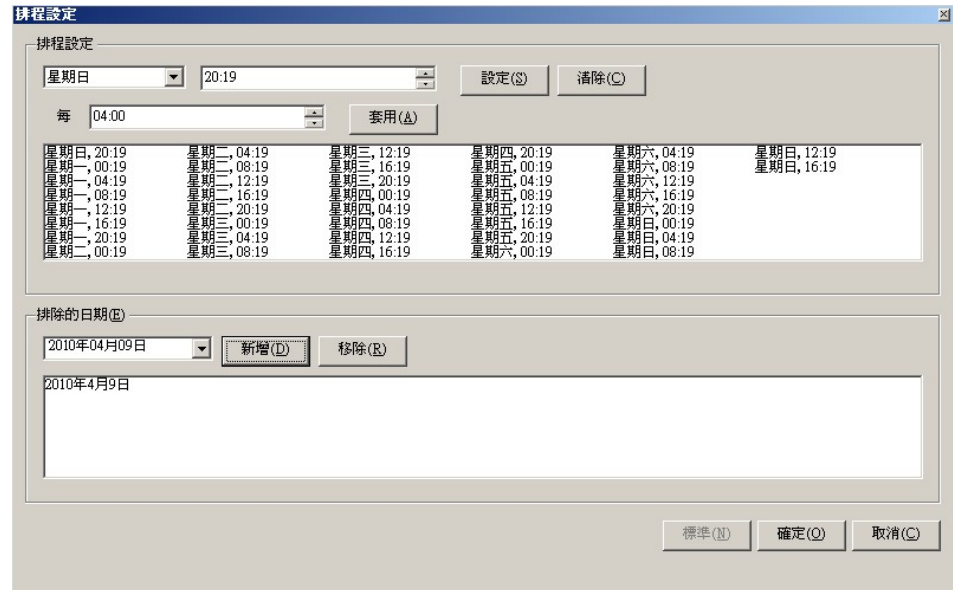 排程設定
排程設定
星期日 20:19 設定(S) 清除(C)
每 04:00 套用(A)
星期日, 20:19 星期二, 04:19 星期三, 12:19 星期四, 20:19 星期六, 04:19 星期日, 12:19
星期一, 00:19 星期二, 08:19 星期三, 16:19 星期五, 00:19 星期六, 08:19 星期日, 16:19
星期一, 04:19 星期二, 12:19 星期三, 20:19 星期五, 04:19 星期六, 12:19
星期一, 08:19 星期二, 16:19 星期四, 00:19 星期五, 08:19 星期六, 16:19
星期一, 12:19 星期二, 20:19 星期四, 04:19 星期五, 12:19 星期六, 20:19
星期一, 16:19 星期三, 00:19 星期四, 08:19 星期五, 16:19 星期日, 00:19
星期一, 20:19 星期三, 04:19 星期四, 12:19 星期五, 20:19 星期日, 04:19
星期二, 00:19 星期三, 08:19 星期四, 16:19 星期六, 00:19 星期日, 08:19
排除的日期(E)
2010年04月09日 新增(D) 移除(R)
2010年4月9日
標準(N) 確定(O) 取消(C)